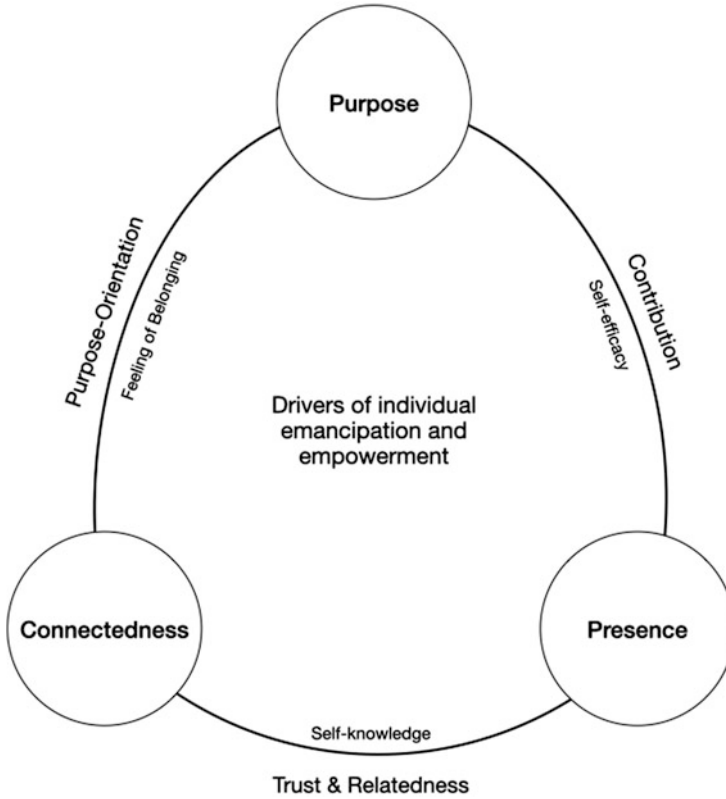 Purpose
Purpose-Orientation
Feeling of Belonging
Self-efficacy
Contribution
Drivers of individual
emancipation and
empowerment
Connectedness
Presence
Self-knowledge
Trust & Relatedness